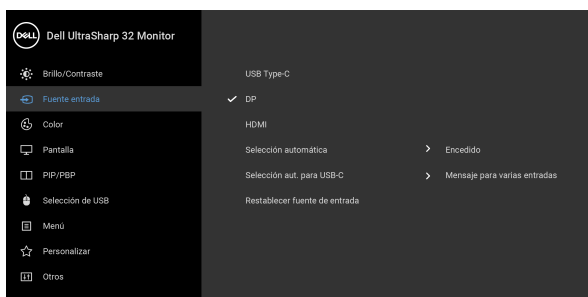 DELL Dell UltraSharp 32 Monitor
Brillo/Contraste
Fuente entrada
Color
Pantalla
PIP/PBP
Selección de USB
Menú
Personalizar
Otros
USB Type-C
DP
HDMI
Selección automática Encedido
Selección aut. para USB-C Mensaje para varias entradas
Restablecer fuente de entrada